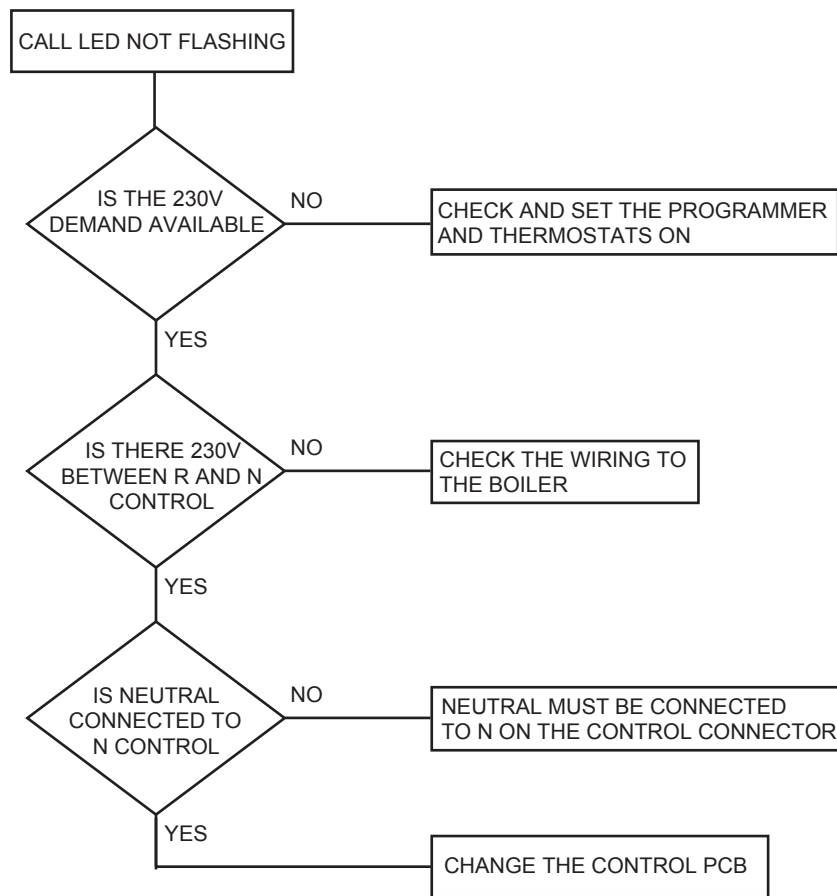 CALL LED NOT FLASHING
IS THE 230V
DEMAND AVAILABLE
NO
CHECK AND SET THE PROGRAMMER
AND THERMOSTATS ON
YES
IS THERE 230V
BETWEEN R AND N
CONTROL
NO
CHECK THE WIRING TO
THE BOILER
YES
IS NEUTRAL
CONNECTED TO
N CONTROL
NO
NEUTRAL MUST BE CONNECTED
TO N ON THE CONTROL CONNECTOR
YES
CHANGE THE CONTROL PCB